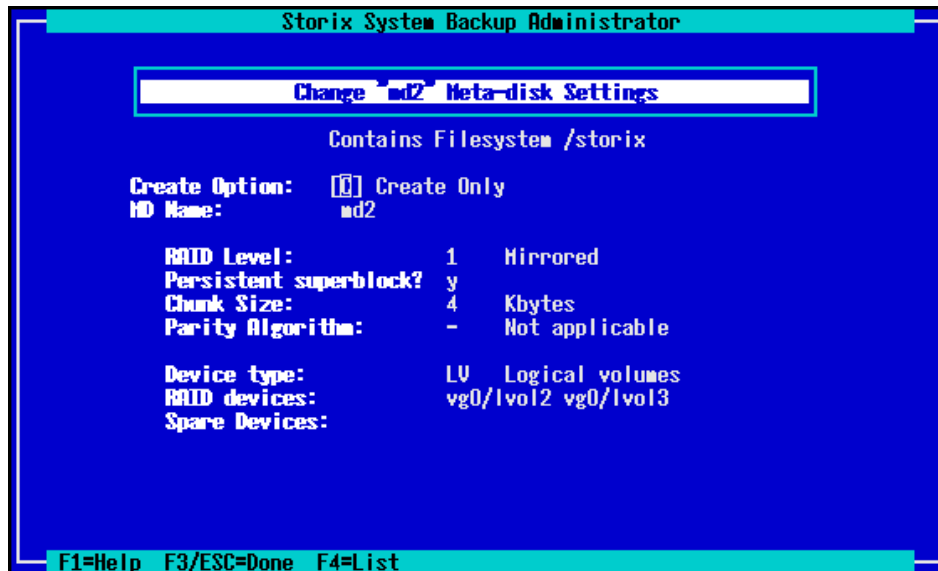 Storix System Backup Administrator
Change "md2" Meta-disk Settings
Contains Filesystem /storix
Create Option: [C] Create Only
MD Name: md2
RAID Level: 1 Mirrored
Persistent superblock? y
Chunk Size: 4 Kbytes
Parity Algorithm: - Not applicable
Device type: LV Logical volumes
RAID devices: vg0/lvol2 vg0/lvol3
Spare Devices:
F1=Help F3/ESC=Done F4=List